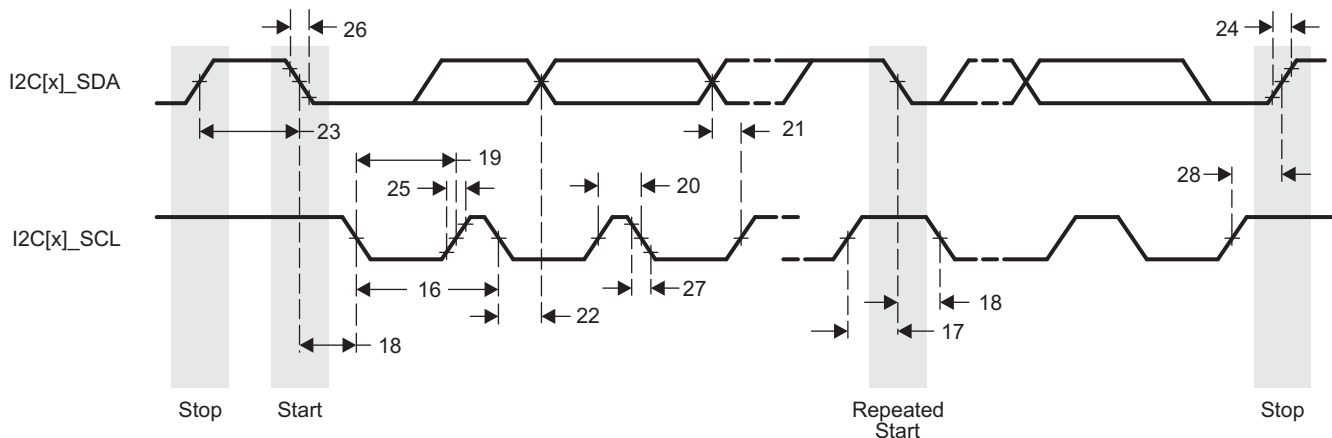 26
24
I2C[x]_SDA
23
21
19
25
20
28
I2C[x]_SCL
16
27
18
22
17
18
Stop
Start
Repeated
Start
Stop